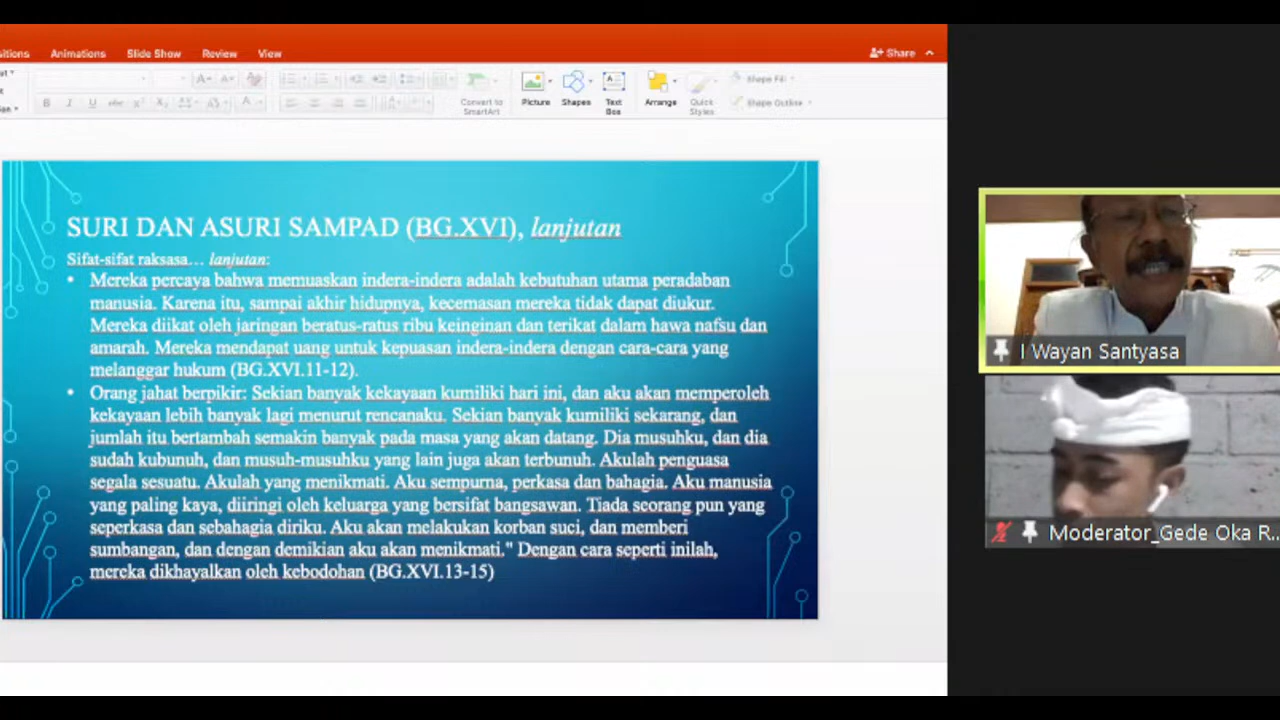 Animations
Slide Show
Review
View
Share
Convert to
SmartArt
Picture
Shapes
Text
Box
Arrange
Quick
Styles
Shape Fill
Shape Outline
SURI DAN ASURI SAMPAD (BG.XVI), lanjutan
Sifat-sifat raksasa... lanjutan:
• Mereka percaya bahwa memuaskan indera-indera adalah kebutuhan utama peradaban
manusia. Karena itu, sampai akhir hidupnya, kecemasan mereka tidak dapat diukur.
Mereka diikat oleh jaringan beratus-ratus ribu keinginan dan terikat dalam hawa nafsu dan
amarah. Mereka mendapat uang untuk kepuasan indera-indera dengan cara-cara yang
melanggar hukum (BG.XVI.11-12).
• Orang jahat berpikir: Sekian banyak kekayaan kumiliki hari ini, dan aku akan memperoleh
kekayaan lebih banyak lagi menurut rencanaku. Sekian banyak kumiliki sekarang, dan
jumlah itu bertambah semakin banyak pada masa yang akan datang. Dia musuhku, dan dia
sudah kubunuh, dan musuh-musuhku yang lain juga akan terbunuh. Akulah penguasa
segala sesuatu. Akulah yang menikmati. Aku sempurna, perkasa dan bahagia. Aku manusia
yang paling kaya, diiringi oleh keluarga yang bersifat bangsawan. Tiada seorang pun yang
seperkasa dan sebahagia diriku. Aku akan melakukan korban suci, dan memberi
sumbangan, dan dengan demikian aku akan menikmati." Dengan cara seperti inilah,
mereka dikhayalkan oleh kebodohan (BG.XVI.13-15)
I Wayan Santyasa
Moderator_Gede Oka R...